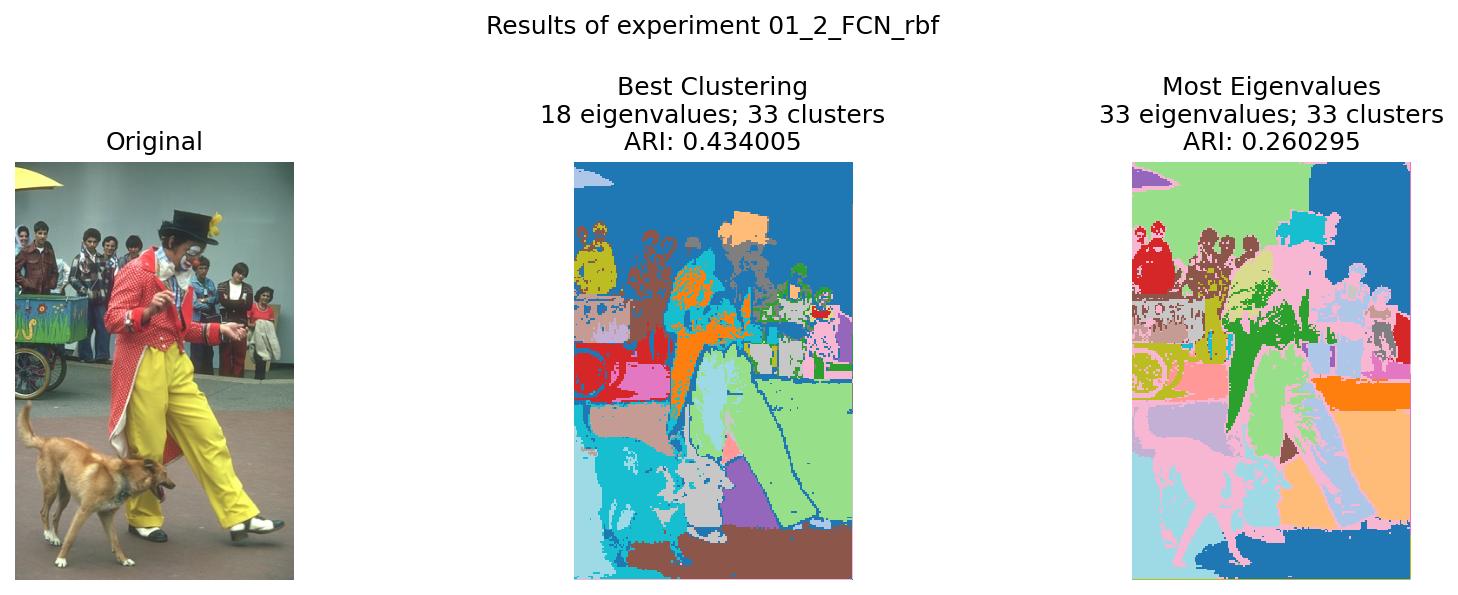 Results of experiment 01_2_FCN_rbf
Original
Best Clustering
18 eigenvalues; 33 clusters
ARI: 0.434005
Most Eigenvalues
33 eigenvalues; 33 clusters
ARI: 0.260295